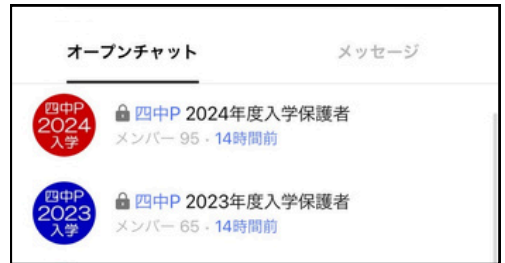 オープンチャット メッセージ
四中P
2024
入学
四中P 2024年度入学保護者
メンバー 95・14時間前
四中P
2023
入学
四中P 2023年度入学保護者
メンバー 65・14時間前